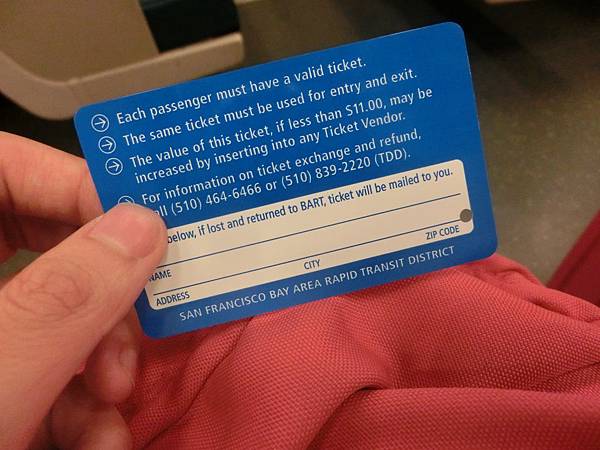 Each passenger must have a valid ticket.
The same ticket must be used for entry and exit.
The value of this ticket, if less than $11.00, may be
increased by inserting into any Ticket Vendor.
For information on ticket exchange and refund,
(510) 464-6466 or (510) 839-2220 (TDD).
below, if lost and returned to BART, ticket will be mailed to you.
NAME
ADDRESS CITY ZIP CODE
SAN FRANCISCO BAY AREA RAPID TRANSIT DISTRICT